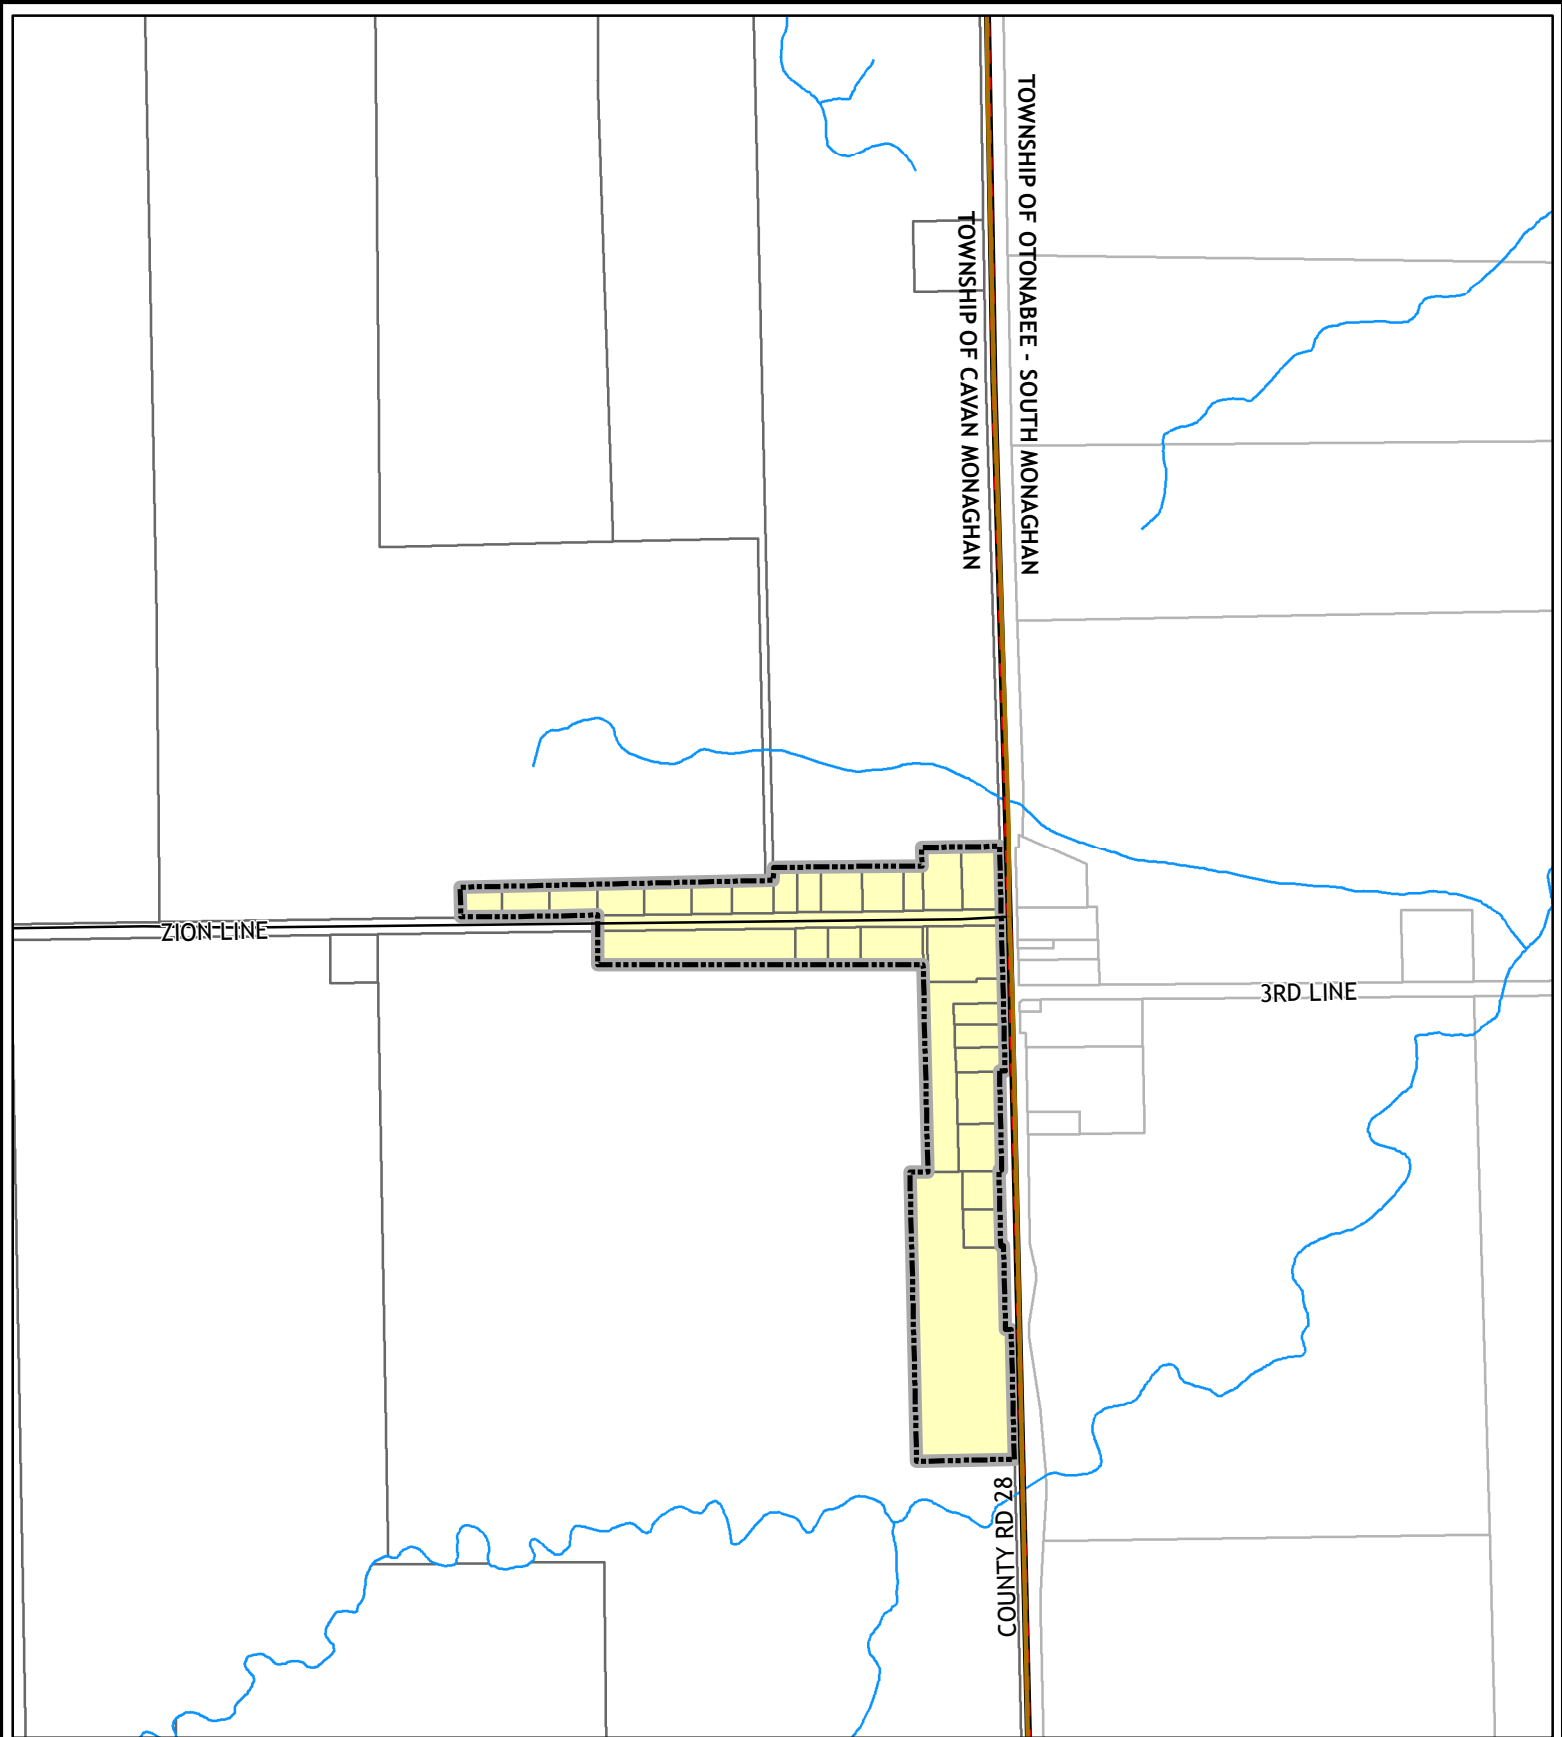 TOWNSHIP OF OTONABEE - SOUTH MONAGHAN
TOWNSHIP OF CAVAN MONAGHAN
ZION LINE
3RD LINE
COUNTY RD 28